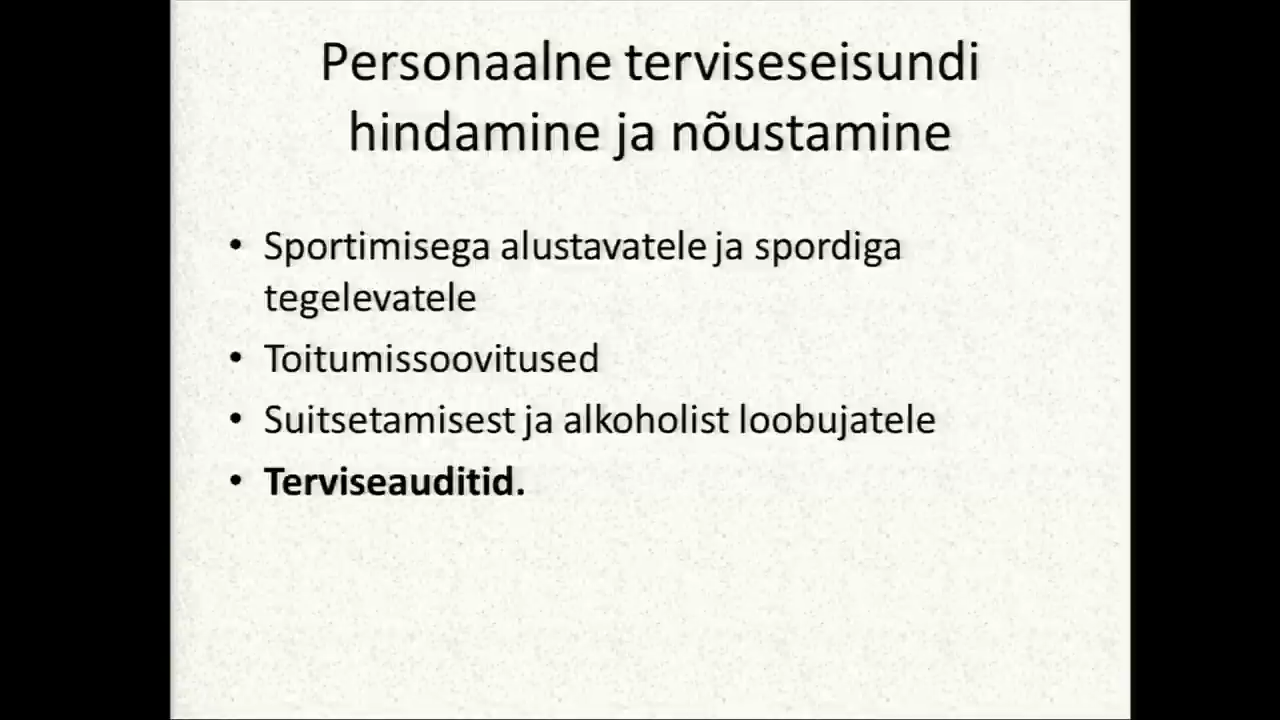 Personaalne terviseseisundi
hindamine ja nõustamine
• Sportimisega alustavatele ja spordiga
tegelevatele
• Toitumissoovitused
• Suitsetamisest ja alkoholist loobujatele
• Terviseauditid.